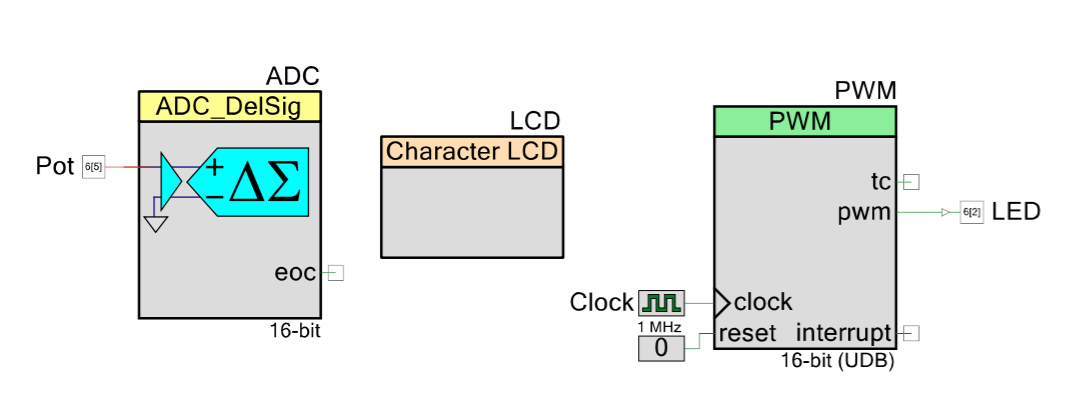 ADC
ADC_DelSig
Pot 6[5]
+
ΔΣ
−
eoc
16-bit
LCD
Character LCD
PWM
PWM
tc
pwm
6[2] LED
Clock
clock
1 MHz
0
reset
interrupt
16-bit (UDB)